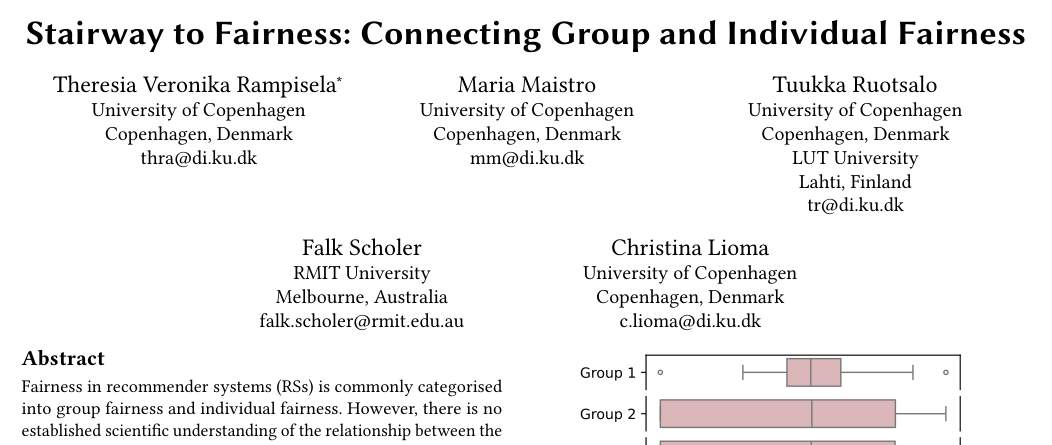 Stairway to Fairness: Connecting Group and Individual Fairness
Theresia Veronika Rampisela*
University of Copenhagen
Copenhagen, Denmark
thra@di.ku.dk
Maria Maistro
University of Copenhagen
Copenhagen, Denmark
mm@di.ku.dk
Tuukka Ruotsalo
University of Copenhagen
Copenhagen, Denmark
LUT University
Lahti, Finland
tr@di.ku.dk
Falk Scholer
RMIT University
Melbourne, Australia
falk.scholer@rmit.edu.au
Christina Lioma
University of Copenhagen
Copenhagen, Denmark
c.lioma@di.ku.dk
Abstract
Fairness in recommender systems (RSs) is commonly categorised
into group fairness and individual fairness. However, there is no
established scientific understanding of the relationship between the
Group 1
Group 2